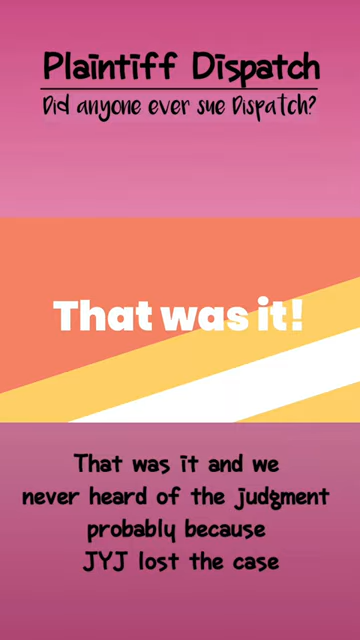 Plaintiff Dispatch
Did anyone ever sue Dispatch?
That was it!
That was it and we
never heard of the judgment
probably because
JYJ lost the case